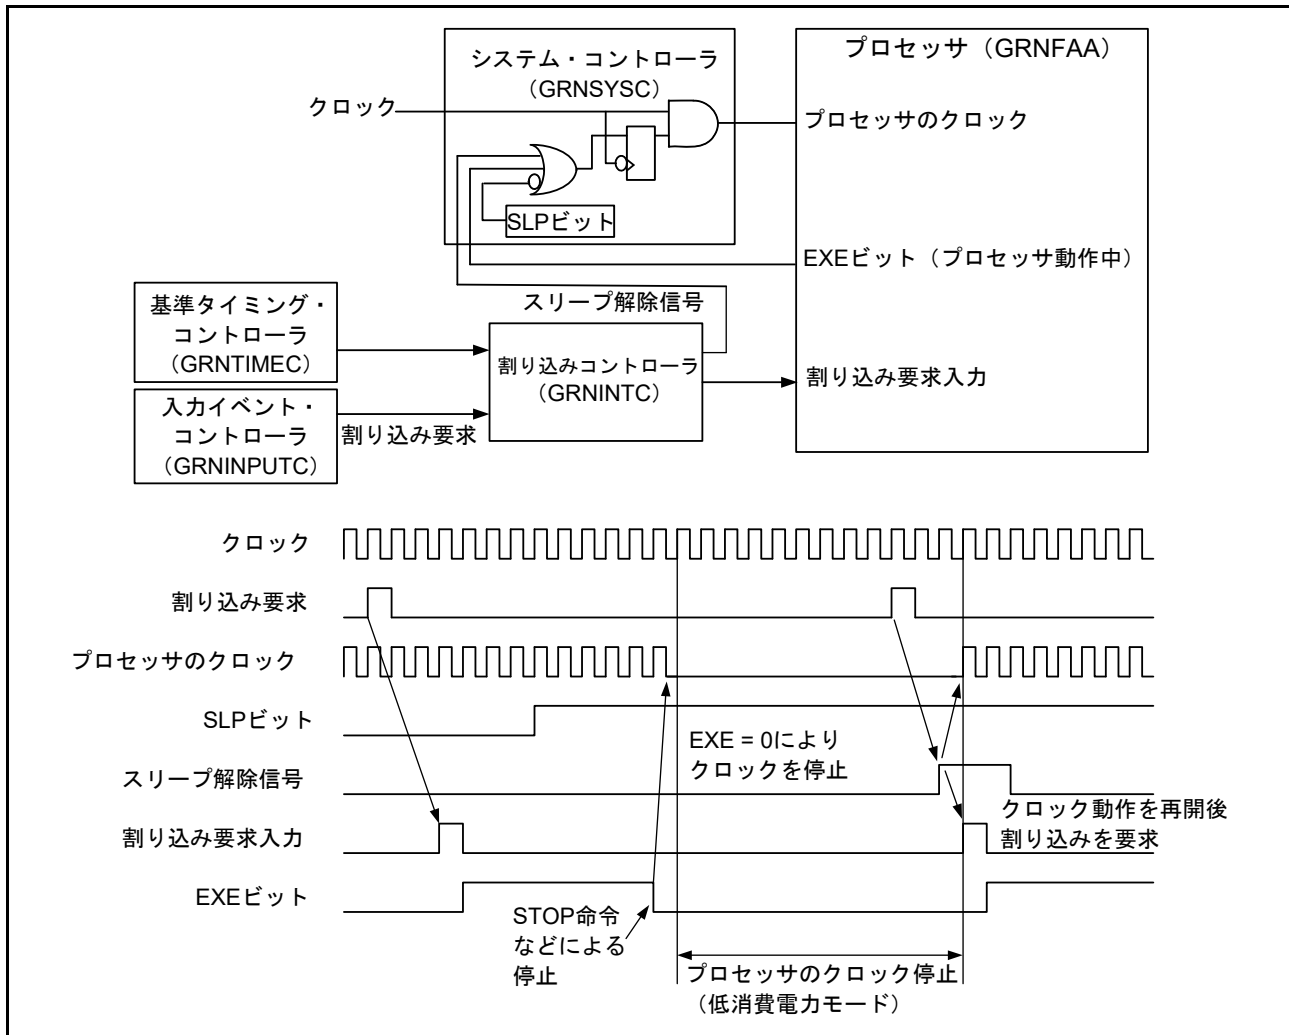 システム・コントローラ
（GRNSYSC）
プロセッサ（GRNFAA）
クロック
プロセッサのクロック
SLPビット
EXEビット（プロセッサ動作中）
スリープ解除信号
基準タイミング・
コントローラ
（GRNTIMEC）
割り込みコントローラ
（GRNINTC）
割り込み要求入力
入力イベント・
コントローラ
（GRNINPUTC）
割り込み要求
クロック
割り込み要求
プロセッサのクロック
SLPビット
EXE = 0により
クロックを停止
スリープ解除信号
クロック動作を再開後
割り込みを要求
割り込み要求入力
EXEビット
STOP命令
などによる
停止
プロセッサのクロック停止
（低消費電力モード）